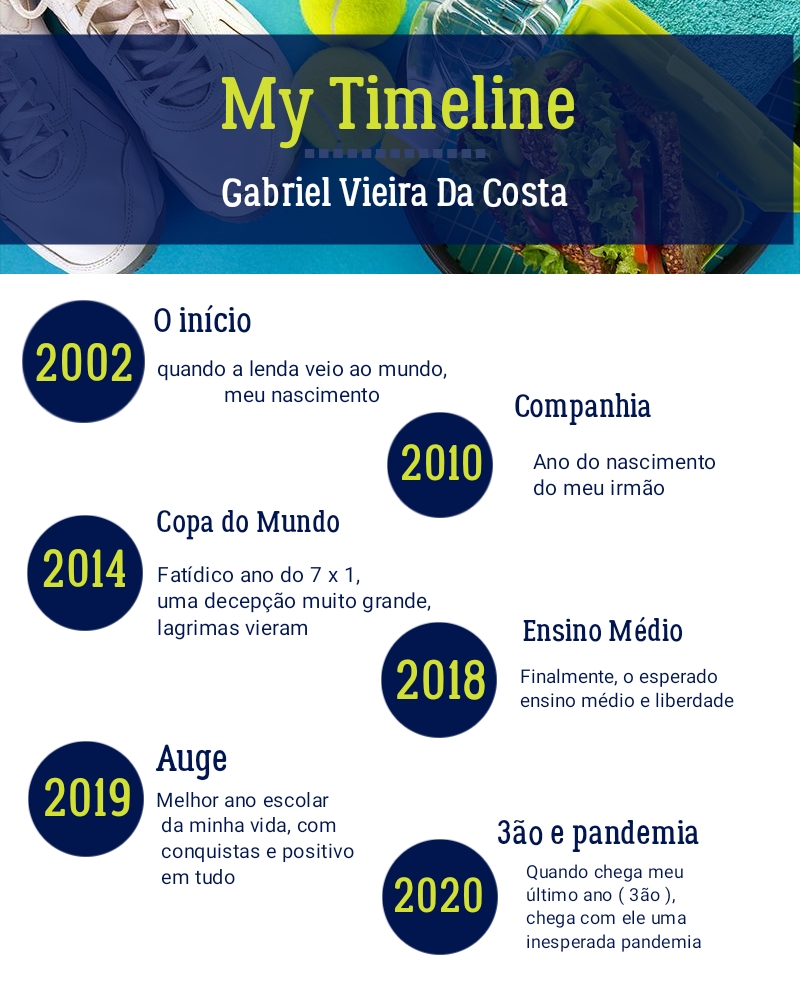 My Timeline
Gabriel Vieira Da Costa
2002
O início
quando a lenda veio ao mundo,
meu nascimento
2010
Companhia
Ano do nascimento
do meu irmão
2014
Copa do Mundo
Fatídico ano do 7 x 1,
uma decepção muito grande,
lagrimas vieram
2018
Ensino Médio
Finalmente, o esperado
ensino médio e liberdade
2019
Auge
Melhor ano escolar
da minha vida, com
conquistas e positivo
em tudo
2020
3ão e pandemia
Quando chega meu
último ano ( 3ão ),
chega com ele uma
inesperada pandemia